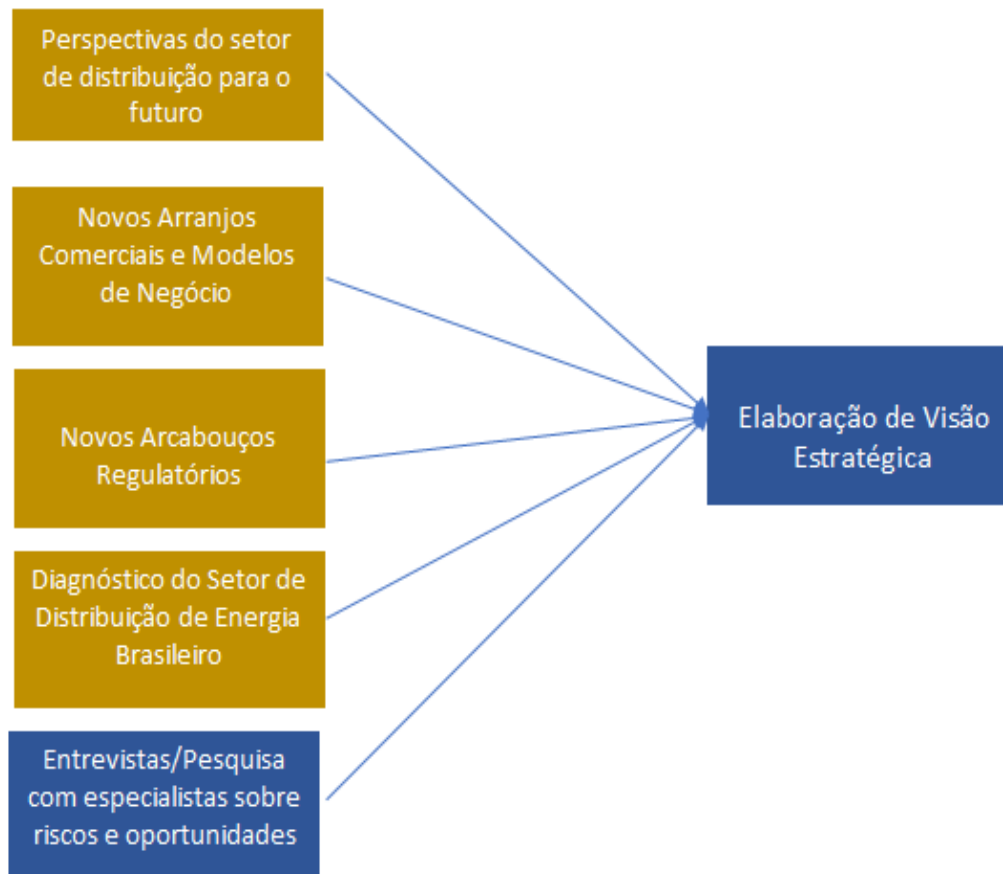 Perspectivas do setor
de distribuição para o
futuro
Novos Arranjos
Comerciais e Modelos
de Negócio
Novos Arcabouços
Regulatórios
Diagnóstico do Setor de
Distribuição de Energia
Brasileiro
Entrevistas/Pesquisa
com especialistas sobre
riscos e oportunidades
Elaboração de Visão
Estratégica